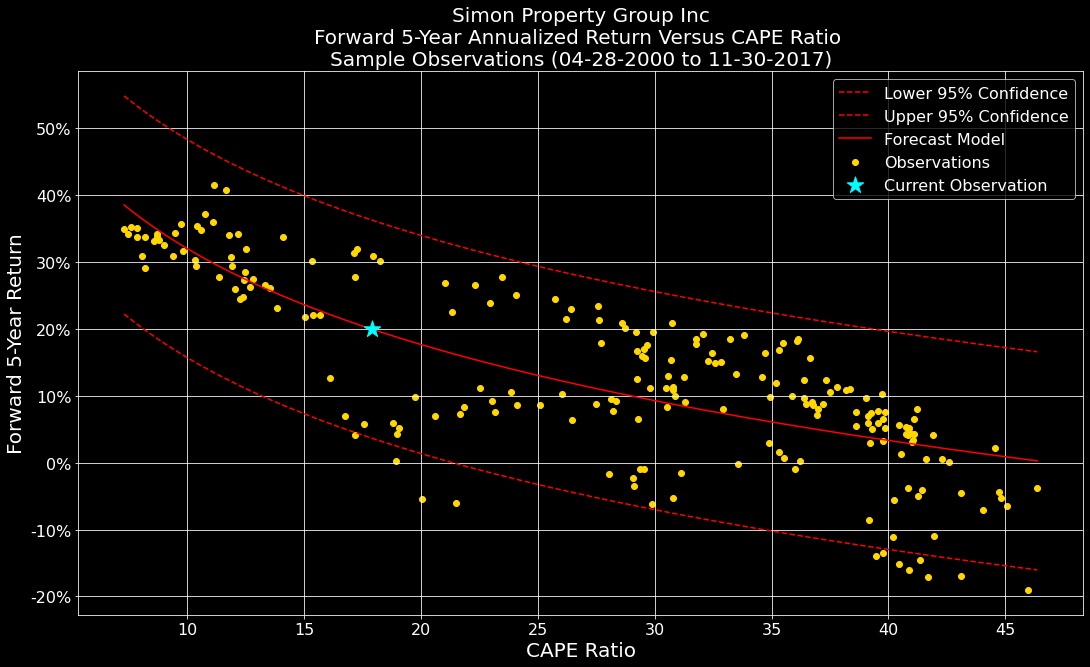 Simon Property Group Inc
Forward 5-Year Annualized Return Versus CAPE Ratio
Sample Observations (04-28-2000 to 11-30-2017)
Lower 95% Confidence
Upper 95% Confidence
Forecast Model
Observations
Current Observation
Forward 5-Year Return
50%
40%
30%
20%
10%
0%
-10%
-20%
10 15 20 25 30 35 40 45
CAPE Ratio